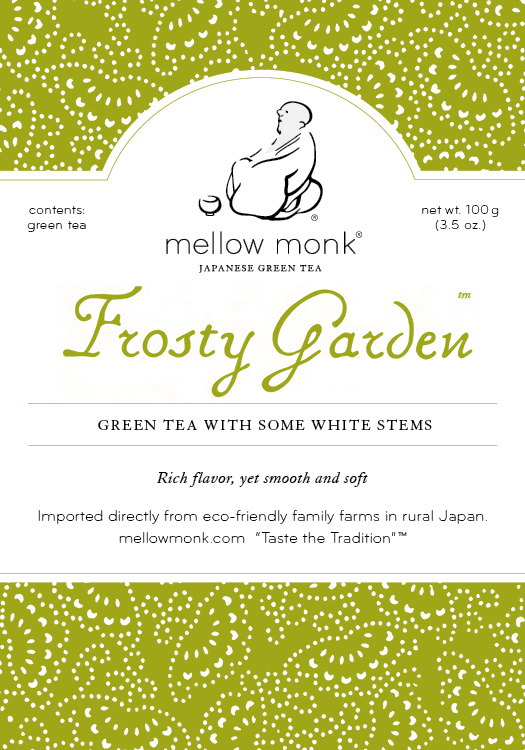 contents:
green tea
net wt. 100 g
(3.5 oz.)
®
mellow monk®
JAPANESE GREEN TEA
Frosty Garden tm
GREEN TEA WITH SOME WHITE STEMS
Rich flavor, yet smooth and soft
Imported directly from eco-friendly family farms in rural Japan.
mellowmonk.com "Taste the Tradition"™